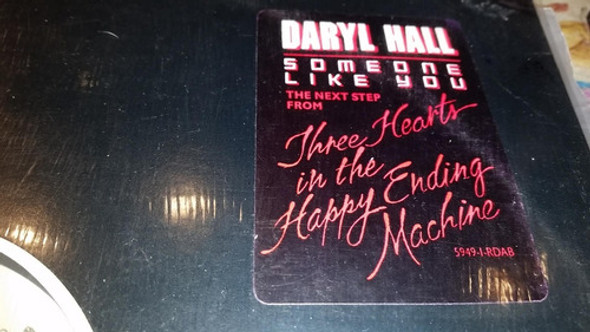 DARYL HALL
SOMEONE
LIKE YOU
THE NEXT STEP
FROM
Three Hearts
in the
Happy Ending
Machine
5949-1-RDAB